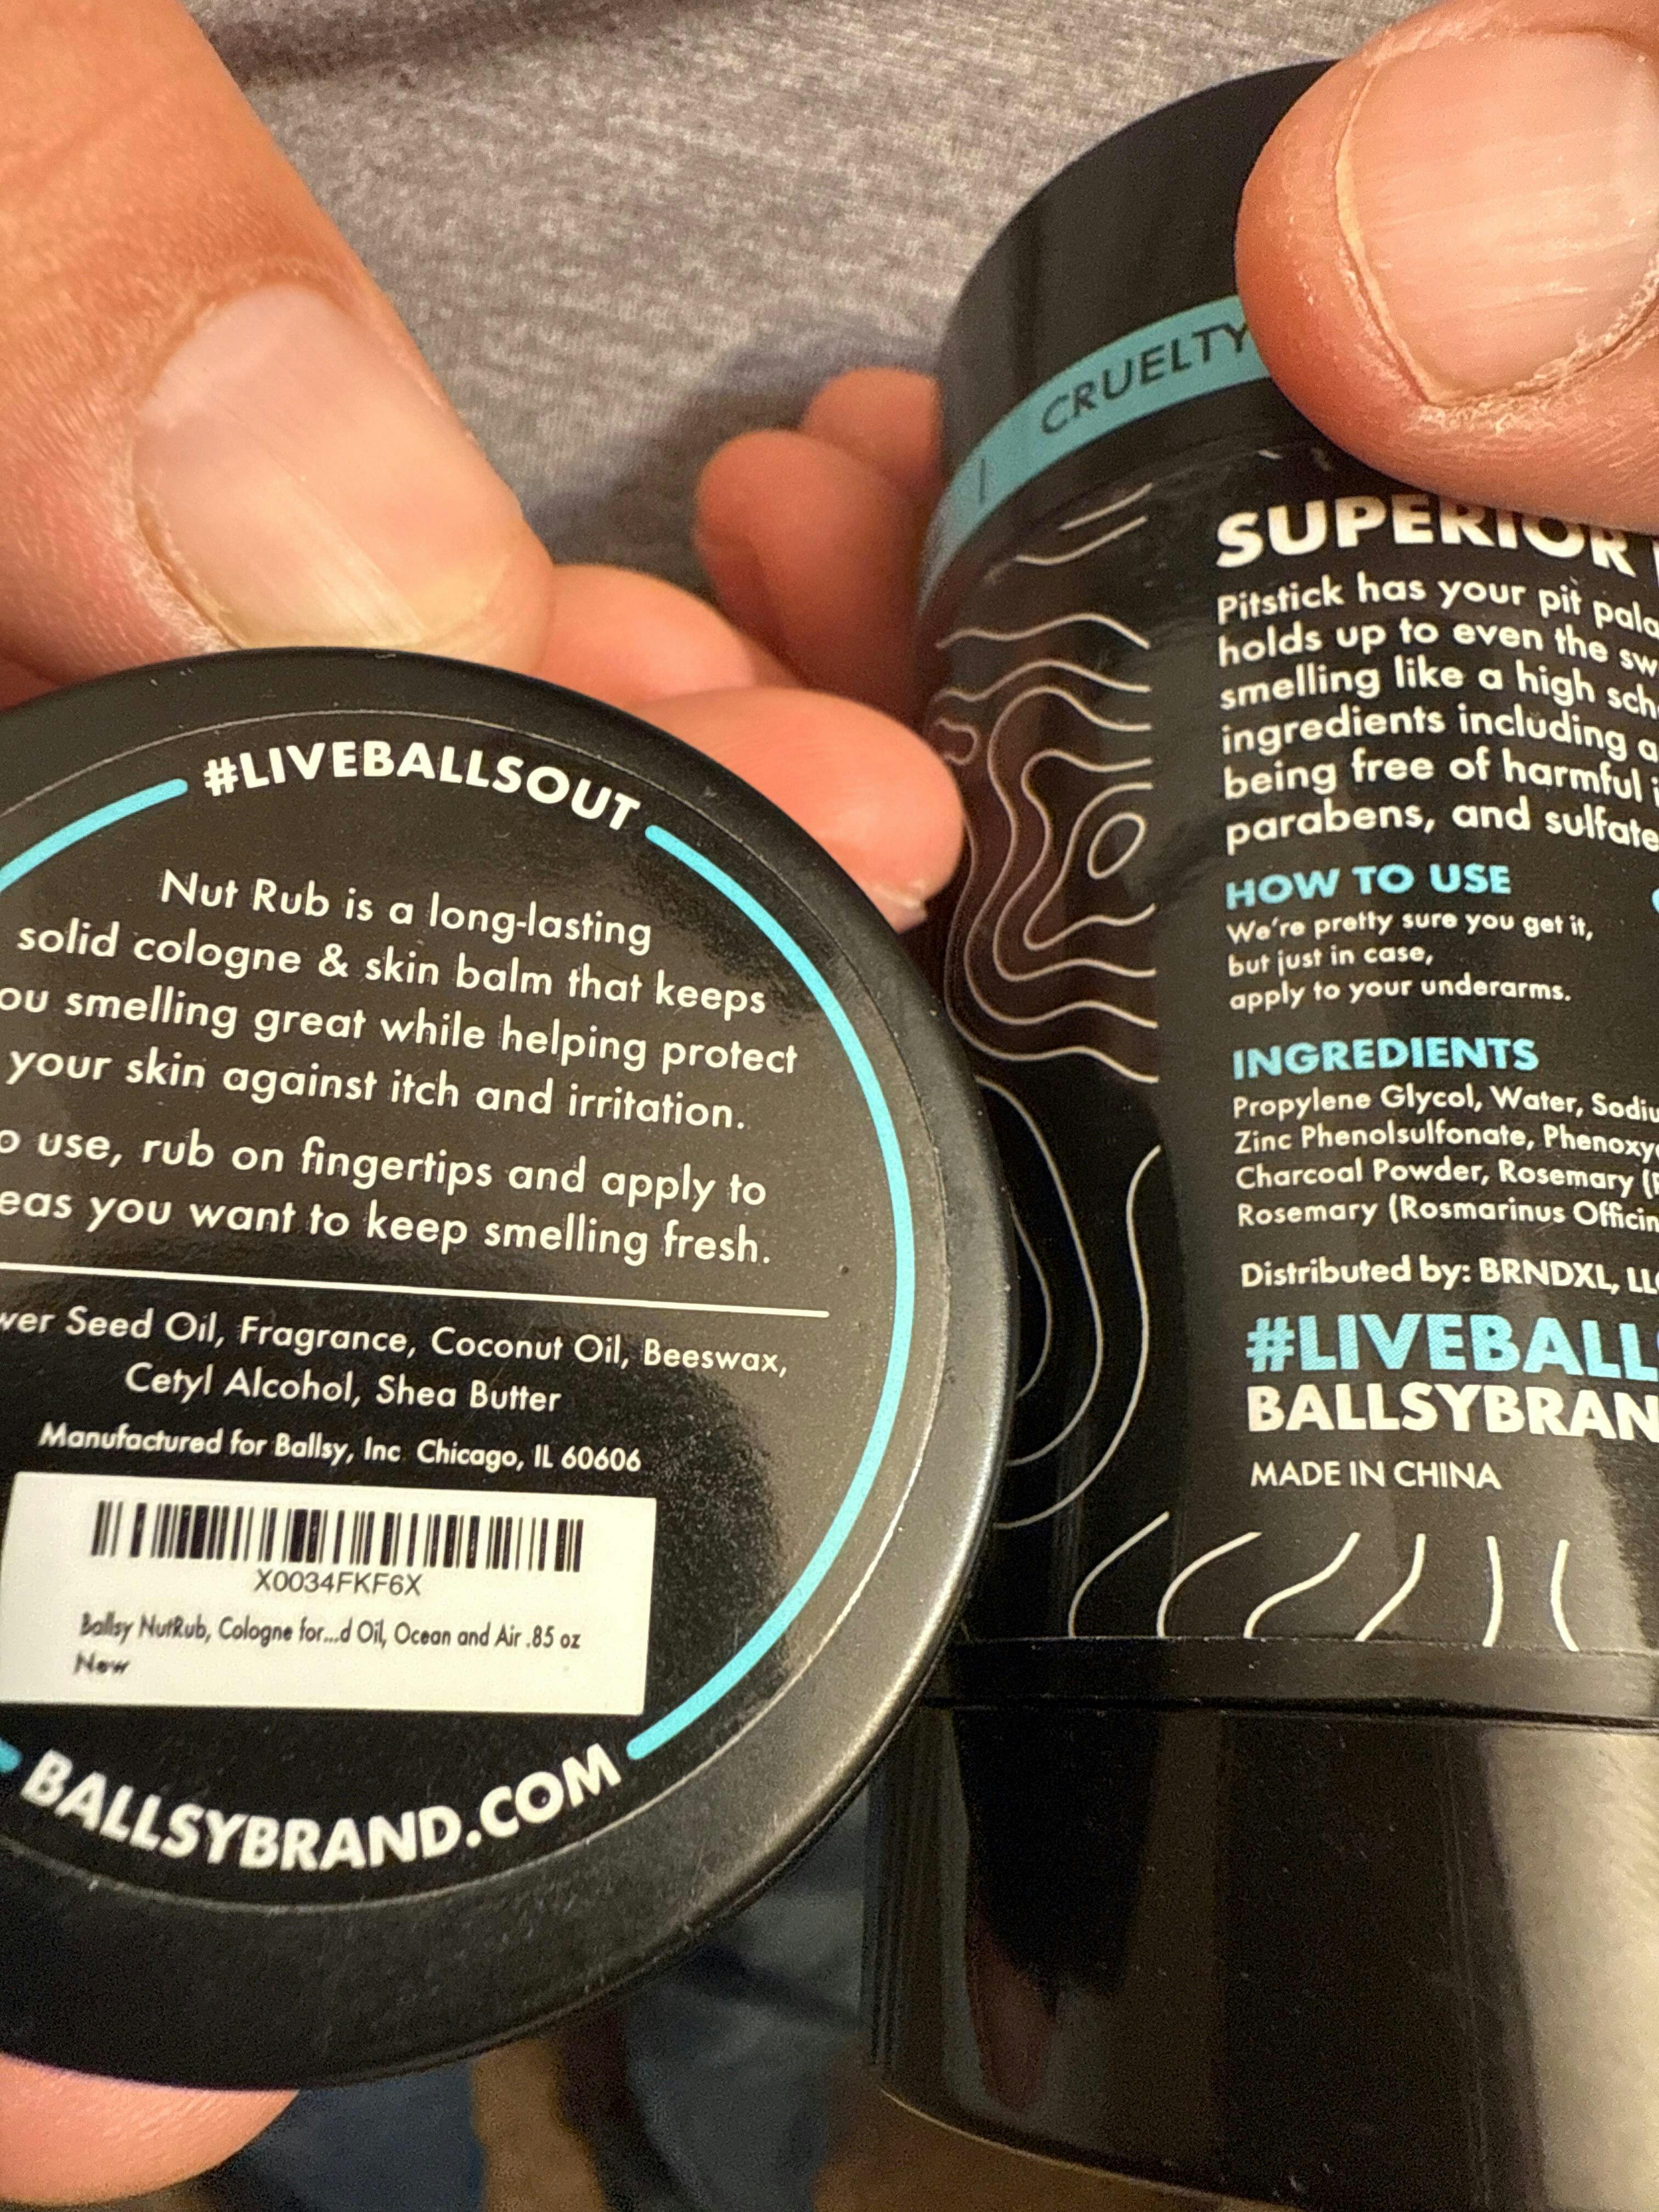 #LIVEBALLSOUT
Nut Rub is a long-lasting
solid cologne & skin balm that keeps
smelling great while helping protect
your skin against itch and irritation.
use, rub on fingertips and apply to
you want to keep smelling fresh.
Seed Oil, Fragrance, Coconut Oil, Beeswax,
Cetyl Alcohol, Shea Butter
Manufactured for Ballsy, Inc Chicago, IL 60606
X0034FKF6X
Ballsy NutRub, Cologne for...d Oil, Ocean and Air .85 oz
New
BALLSYBRAND.COM
| CRUELTY
SUPERIOR
Pitstick has your pit
holds up to even the
smelling like a high
ingredients including
being free of harmful
parabens, and
HOW TO USE
We're pretty sure you get it,
but just in case,
apply to your underarms.
INGREDIENTS
Propylene Glycol, Water,
Zinc Phenolsulfonate,
Charcoal Powder, Rosemary
Rosemary (Rosmarinus
Distributed by: BRNDXL,
#LIVEBALL
BALLSYBRAN
MADE IN CHINA